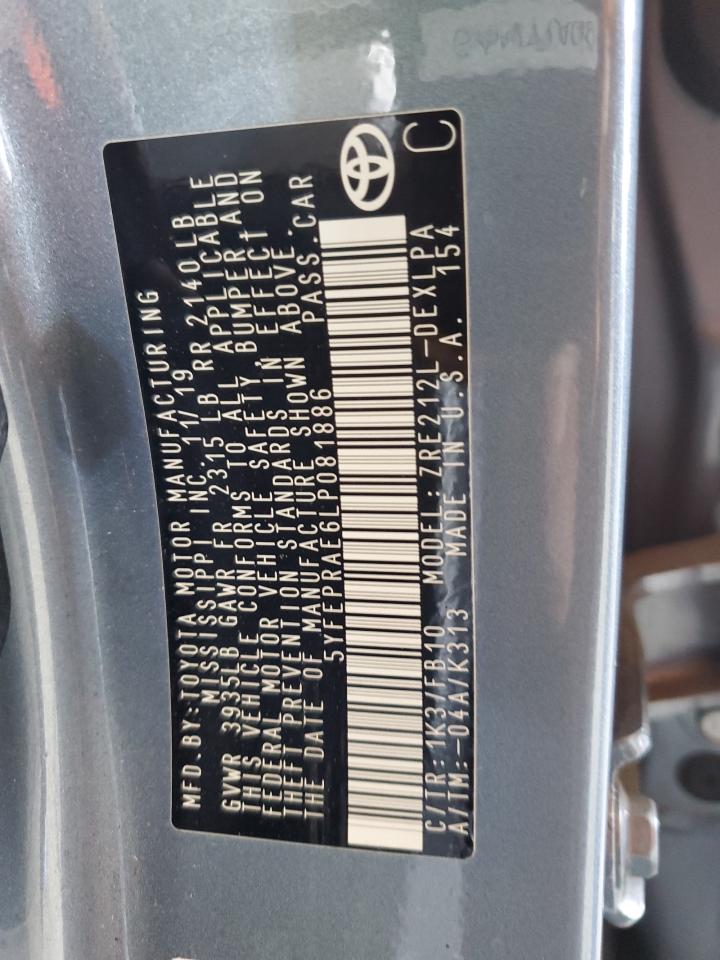 MFD.BY:TOYOTA MOTOR MANUFACTURING
MISSISSIPPI INC. 11/19
GVWR 3935LB GAWR FR 2315 LB RR 2140LB
THIS VEHICLE CONFORMS TO ALL APPLICABLE
FEDERAL MOTOR VEHICLE SAFETY, BUMPER AND
THEFT PREVENTION STANDARDS IN EFFECT ON
THE DATE OF MANUFACTURE SHOWN ABOVE.
5YFEPRAE6LP081886 PASS.CAR
C/TR:1K3/FB10 MODEL:ZRE212L-DEXLPA
A/TM:-04A/K313 MADE IN U.S.A. 154
C